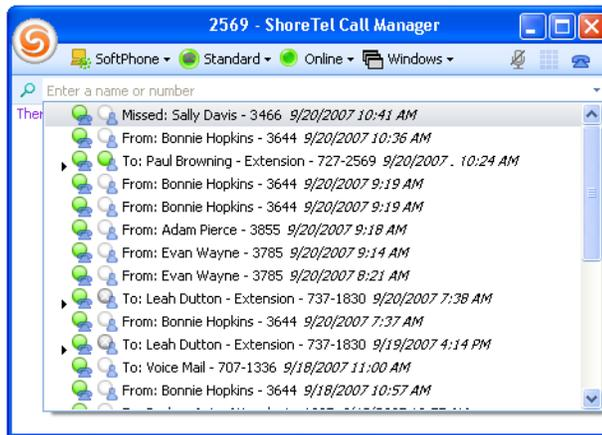 2569 - ShoreTel Call Manager
SoftPhone Standard Online Windows
Enter a name or number
Ther
Missed: Sally Davis - 3466 9/20/2007 10:41 AM
From: Bonnie Hopkins - 3644 9/20/2007 10:36 AM
To: Paul Browning - Extension - 727-2569 9/20/2007 . 10:24 AM
From: Bonnie Hopkins - 3644 9/20/2007 9:19 AM
From: Bonnie Hopkins - 3644 9/20/2007 9:19 AM
From: Adam Pierce - 3855 9/20/2007 9:18 AM
From: Evan Wayne - 3785 9/20/2007 9:14 AM
From: Evan Wayne - 3785 9/20/2007 8:21 AM
To: Leah Dutton - Extension - 737-1830 9/20/2007 7:38 AM
From: Bonnie Hopkins - 3644 9/20/2007 7:37 AM
To: Leah Dutton - Extension - 737-1830 9/19/2007 4:14 PM
To: Voice Mail - 707-1336 9/18/2007 11:00 AM
From: Bonnie Hopkins - 3644 9/18/2007 10:57 AM